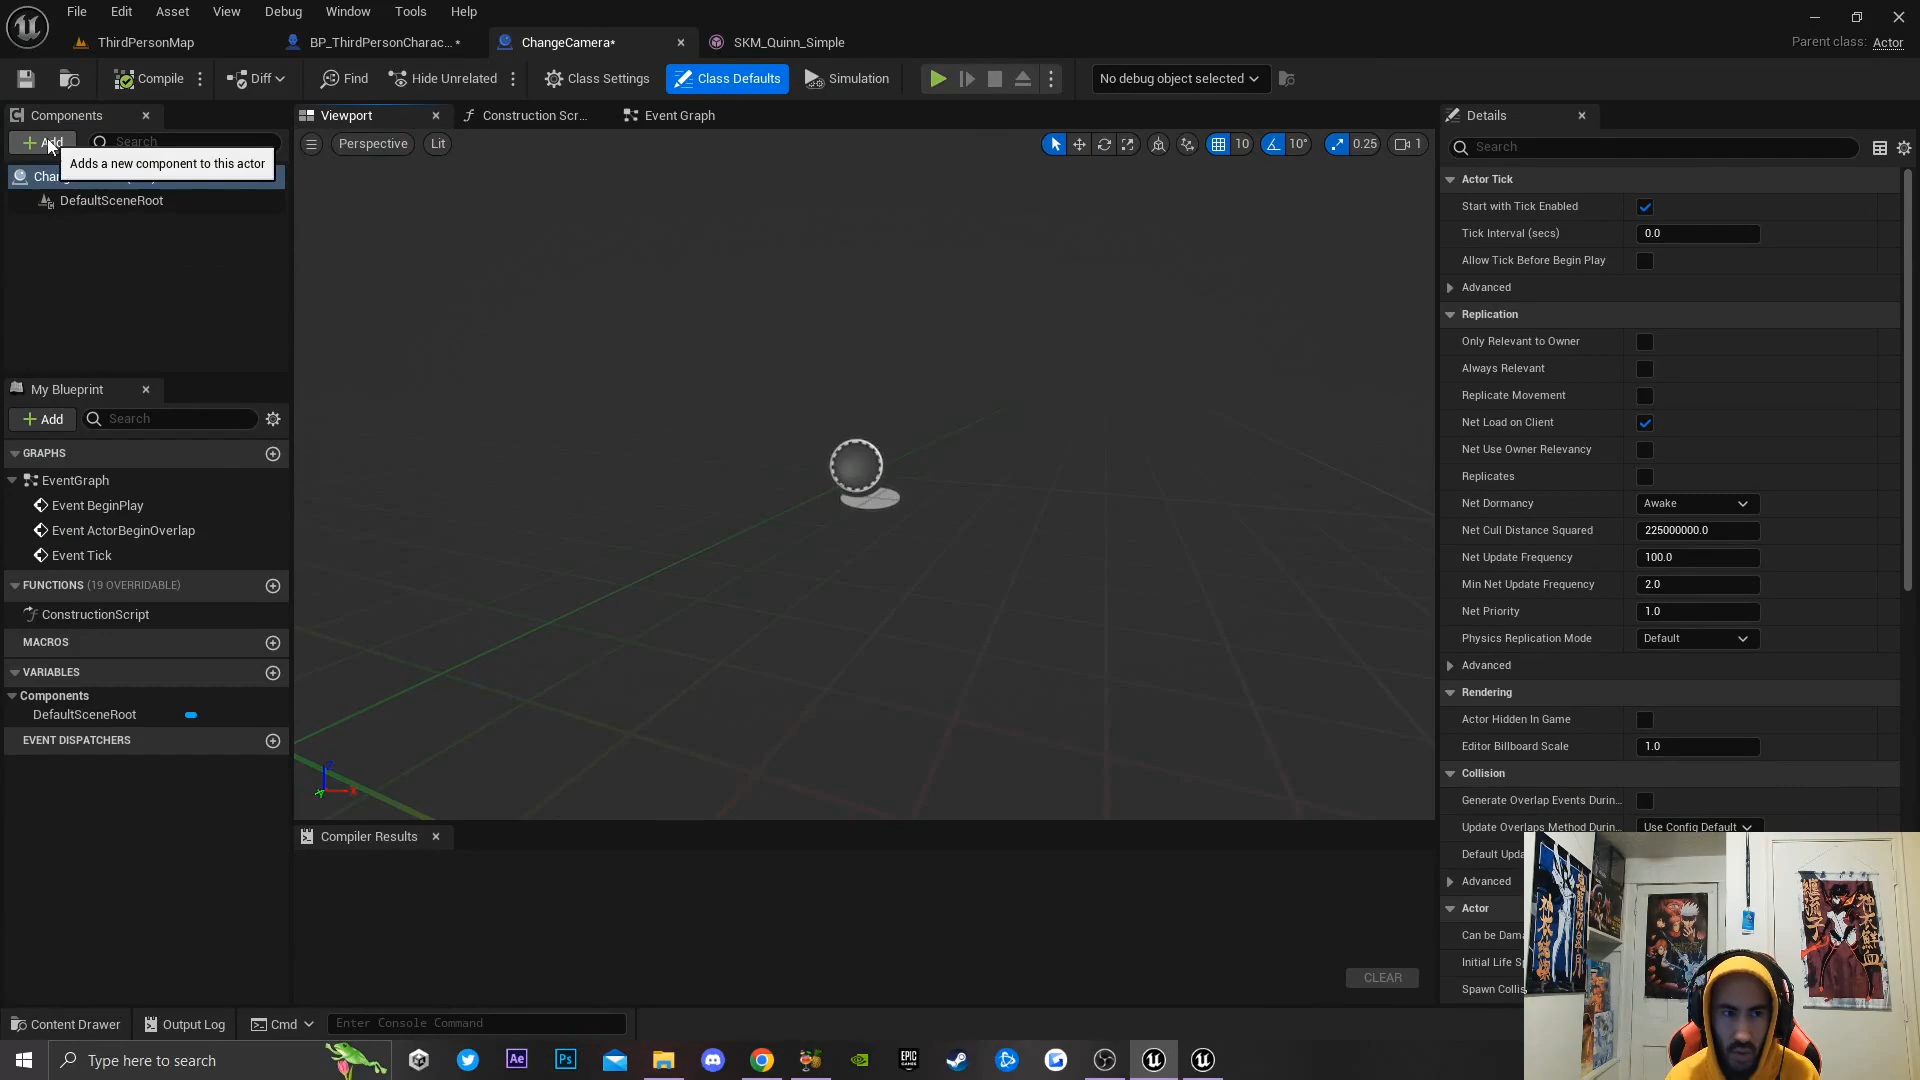 File Edit Asset View Debug Window Tools Help
ThirdPersonMap
BP_ThirdPersonCharac... *
ChangeCamera*
SKM_Quinn_Simple
Parent class: Actor
Compile
Diff
Find
Hide Unrelated
Class Settings
Class Defaults
Simulation
No debug object selected
Components
Add
Search
Adds a new component to this actor
DefaultSceneRoot
My Blueprint
Add
Search
GRAPHS
EventGraph
Event BeginPlay
Event ActorBeginOverlap
Event Tick
FUNCTIONS (19 OVERRIDABLE)
ConstructionScript
MACROS
VARIABLES
Components
DefaultSceneRoot
EVENT DISPATCHERS
Viewport
Construction Scr...
Event Graph
Perspective
Lit
10
10°
0.25
1
Compiler Results
CLEAR
Details
Search
Actor Tick
Start with Tick Enabled
Tick Interval (secs) 0.0
Allow Tick Before Begin Play
Advanced
Replication
Only Relevant to Owner
Always Relevant
Replicate Movement
Net Load on Client
Net Use Owner Relevancy
Replicates
Net Dormancy Awake
Net Cull Distance Squared 225000000.0
Net Update Frequency 100.0
Min Net Update Frequency 2.0
Net Priority 1.0
Physics Replication Mode Default
Advanced
Rendering
Actor Hidden In Game
Editor Billboard Scale 1.0
Collision
Generate Overlap Events Durin...
Update Overlaps Method Durin... Use Config Default
Default Upda
Advanced
Actor
Can be Dama
Initial Life Sp
Spawn Collis
Content Drawer
Output Log
Cmd
Enter Console Command
Type here to search
Ae
Ps
EPIC GAMES